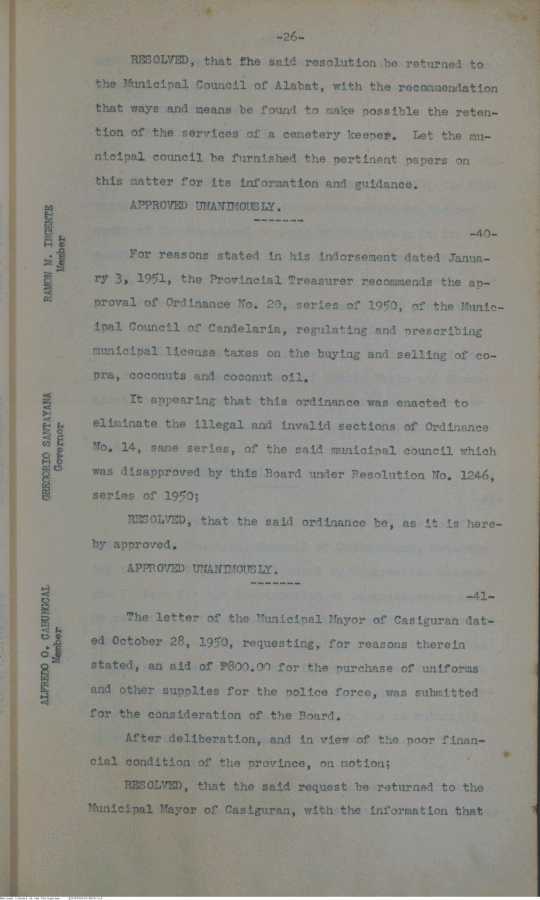 -26-
RESOLVED, that the said resolution be returned to
the Municipal Council of Alabat, with the recommendation
that ways and means be found to make possible the reten-
tion of the services of a cemetery keeper. Let the mu-
nicipal council be furnished the pertinent papers on
this matter for its information and guidance.
APPROVED UNANIMOUSLY.
-------
-40-
For reasons stated in his indorsement dated Janua-
ry 3, 1951, the Provincial Treasurer recommends the ap-
proval of Ordinance No. 20, series of 1950, of the Munic-
ipal Council of Candelaria, regulating and prescribing
municipal license taxes on the buying and selling of co-
pra, coconuts and coconut oil.
It appearing that this ordinance was enacted to
eliminate the illegal and invalid sections of Ordinance
No. 14, same series, of the said municipal council which
was disapproved by this Board under Resolution No. 1246,
series of 1950;
RESOLVED, that the said ordinance be, as it is here-
by approved.
APPROVED UNANIMOUSLY.
-------
-41-
The letter of the Municipal Mayor of Casiguran dat-
ed October 28, 1950, requesting, for reasons therein
stated, an aid of ₱800.00 for the purchase of uniforms
and other supplies for the police force, was submitted
for the consideration of the Board.
After deliberation, and in view of the poor finan-
cial condition of the province, on motion;
RESOLVED, that the said request be returned to the
Municipal Mayor of Casiguran, with the information that
RAMON M. INGENTE
Member
GREGORIO SANTAYANA
Governor
ALFREDO O. CABUNGCAL
Member